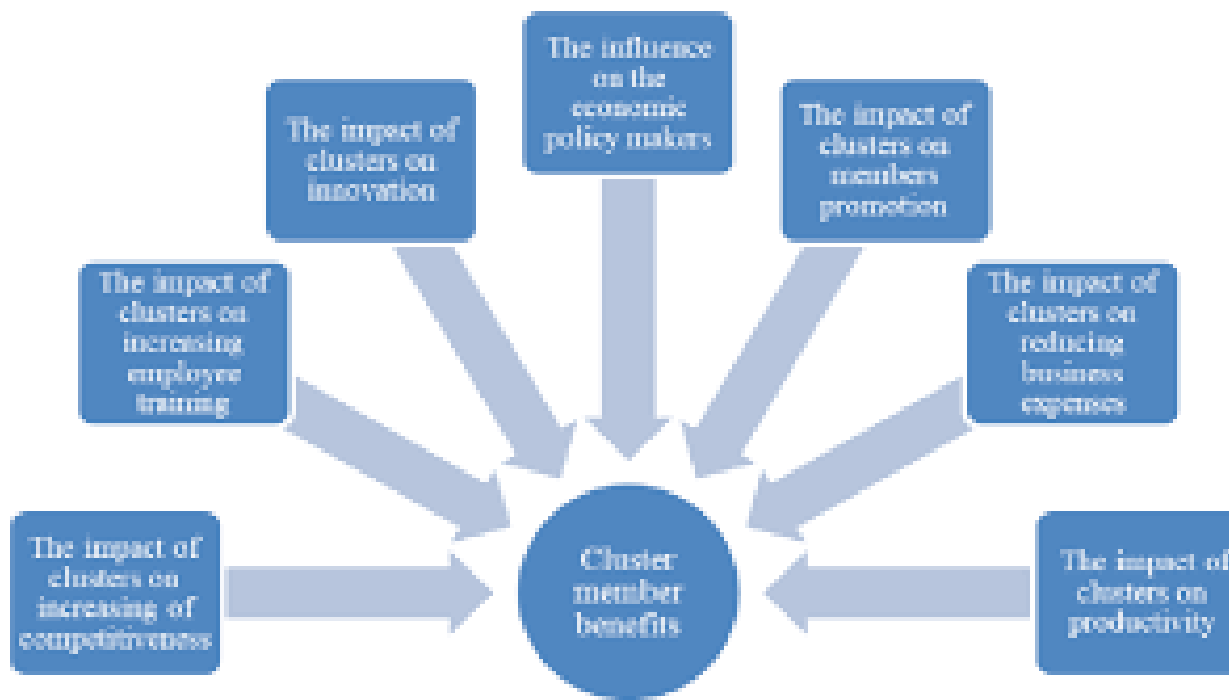 The influence
on the
economic
policy makers
The impact of
clusters on
innovation
The impact of
clusters on
members
promotion
The impact of
clusters on
increasing
employee
training
The impact of
clusters on
reducing
business
expenses
The impact of
clusters on
increasing of
competitiveness
Cluster
member
benefits
The impact of
clusters on
productivity